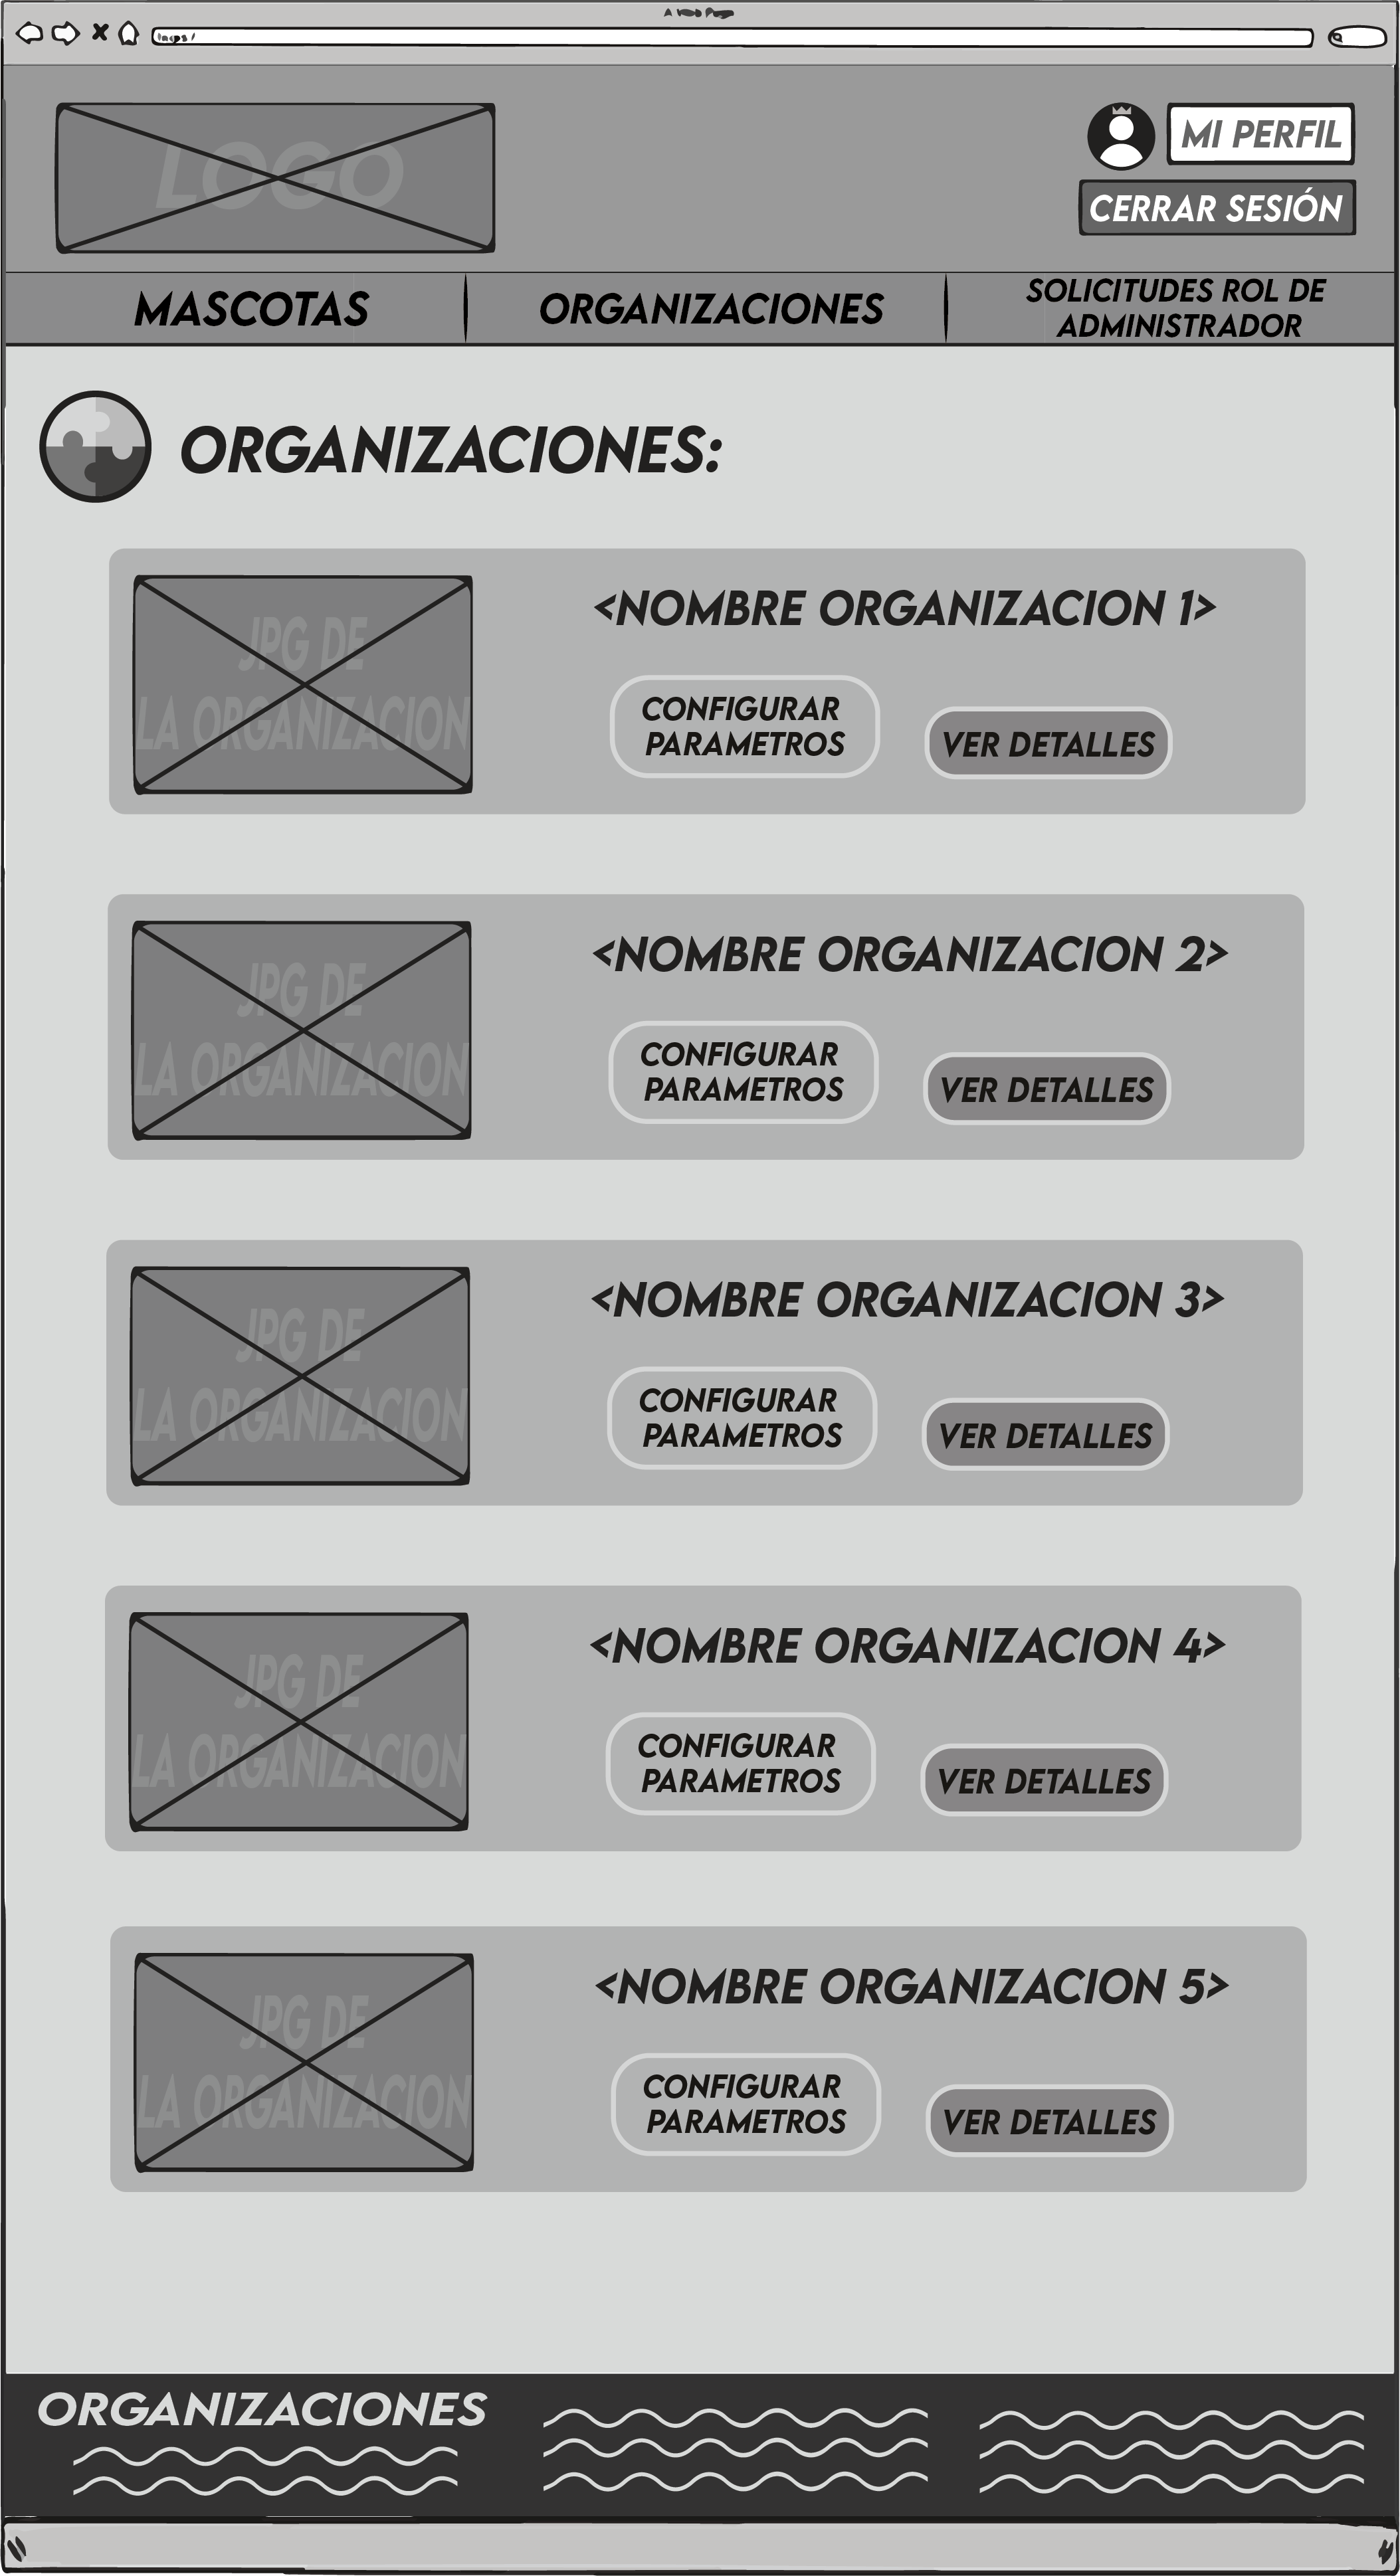 A Web Page
https /
LOGO
MI PERFIL
CERRAR SESIÓN
MASCOTAS
ORGANIZACIONES
SOLICITUDES ROL DE
ADMINISTRADOR
ORGANIZACIONES:
JPG DE
LA ORGANIZACION
<NOMBRE ORGANIZACION 1>
CONFIGURAR
PARAMETROS
VER DETALLES
JPG DE
LA ORGANIZACION
<NOMBRE ORGANIZACION 2>
CONFIGURAR
PARAMETROS
VER DETALLES
JPG DE
LA ORGANIZACION
<NOMBRE ORGANIZACION 3>
CONFIGURAR
PARAMETROS
VER DETALLES
JPG DE
LA ORGANIZACION
<NOMBRE ORGANIZACION 4>
CONFIGURAR
PARAMETROS
VER DETALLES
JPG DE
LA ORGANIZACION
<NOMBRE ORGANIZACION 5>
CONFIGURAR
PARAMETROS
VER DETALLES
ORGANIZACIONES